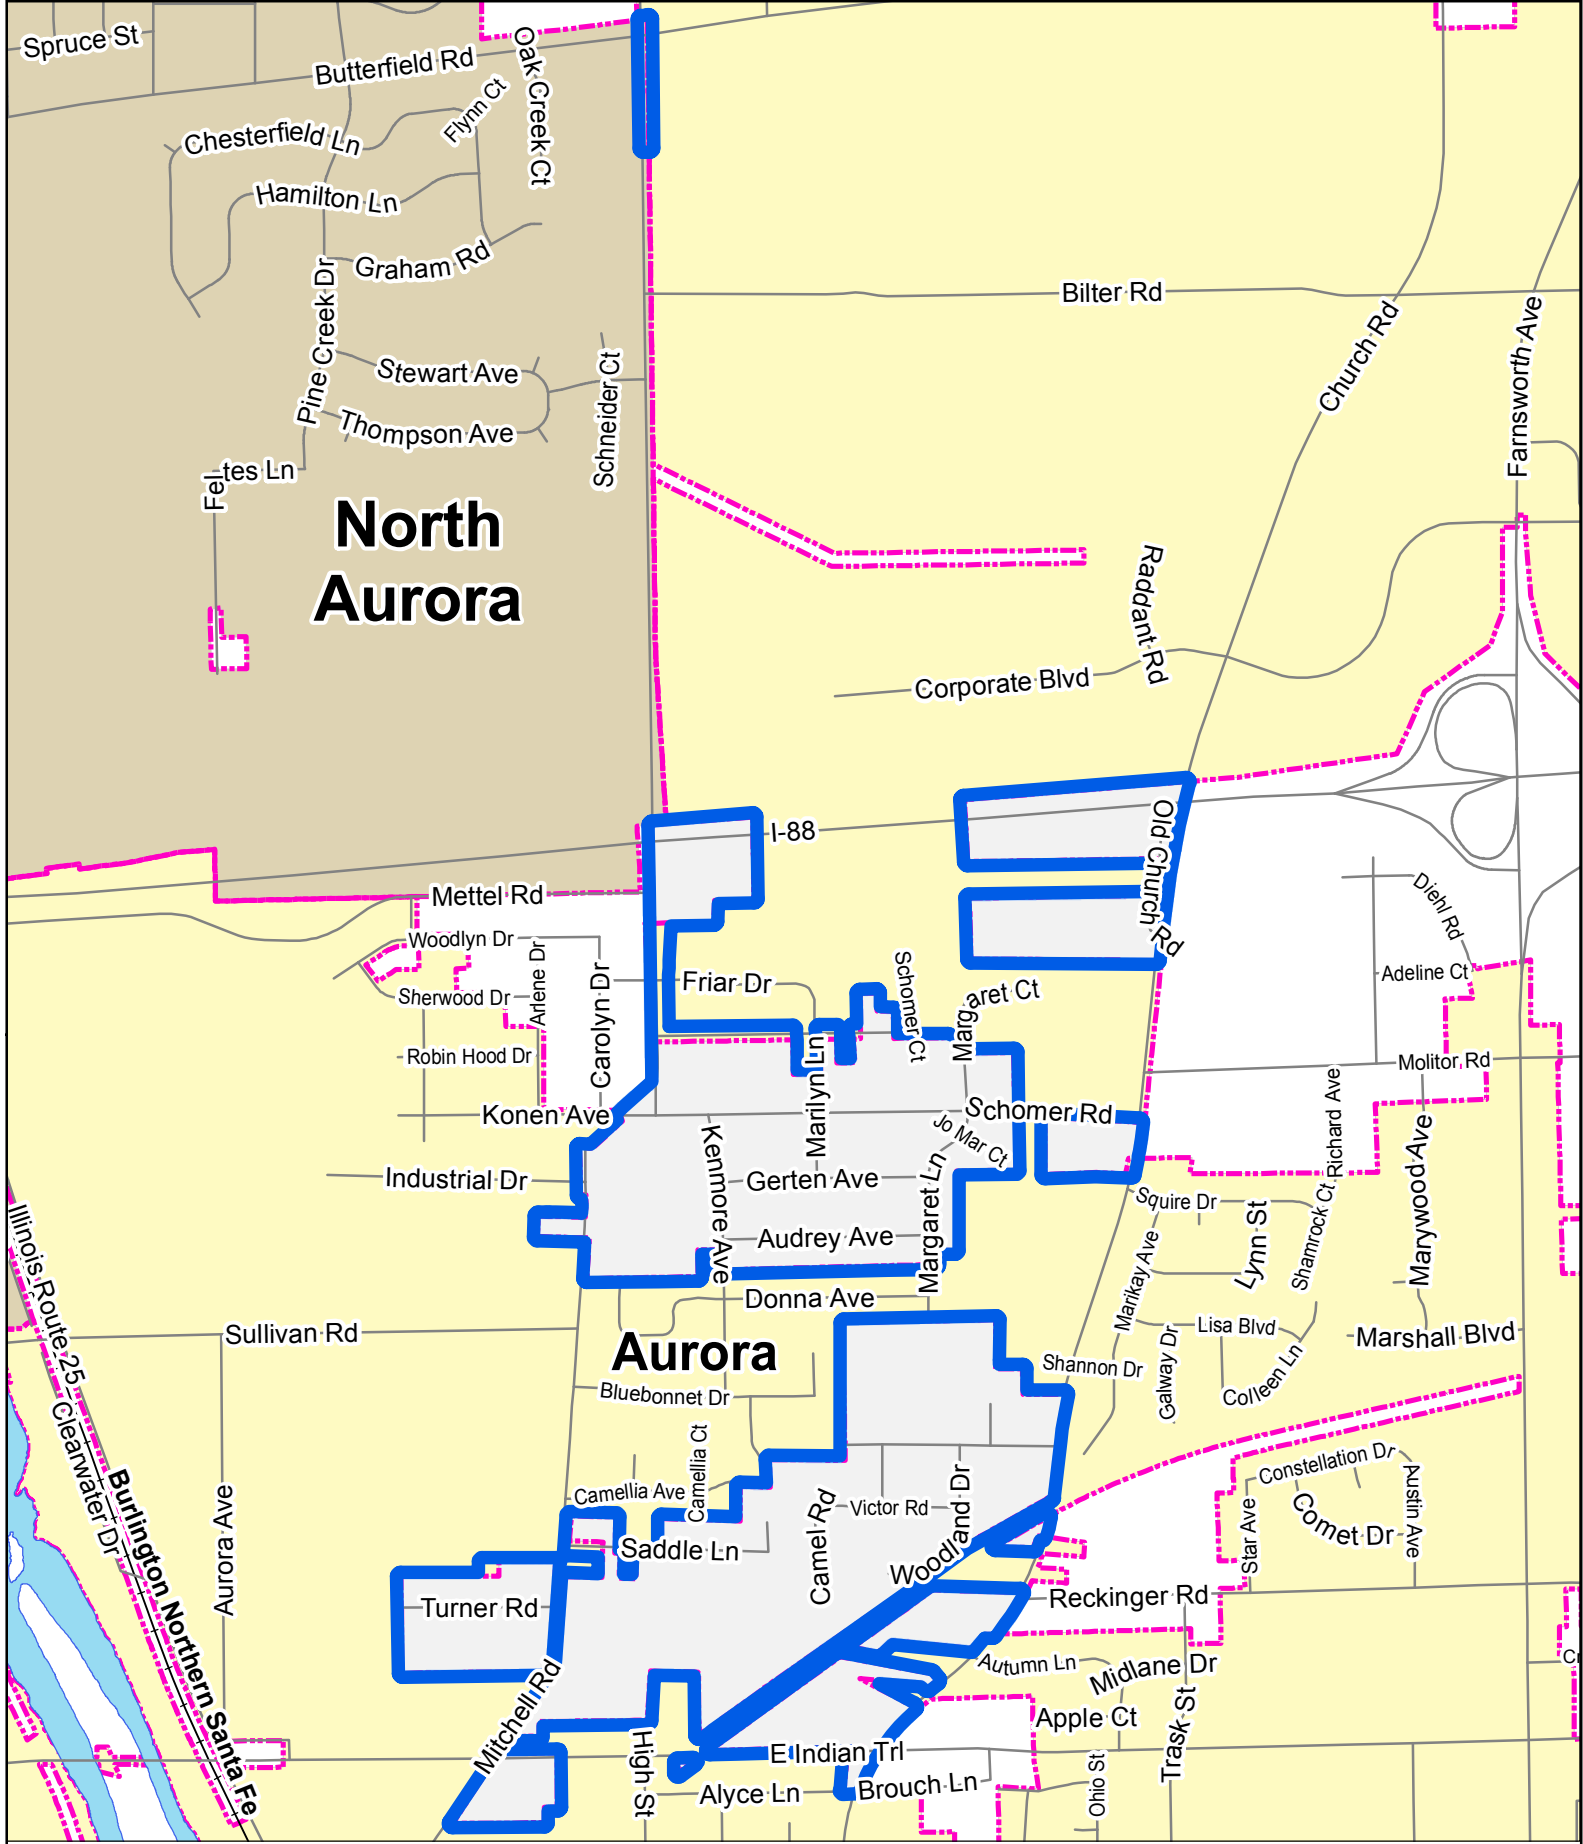 Spruce St
Butterfield Rd
Oak Creek Ct
Flynn Ct
Chesterfield Ln
Hamilton Ln
Graham Rd
Pine Creek Dr
Bilter Rd
Church Rd
Farnsworth Ave
Stewart Ave
Schneider Ct
Thompson Ave
Feltes Ln
North
Aurora
Raddant Rd
Corporate Blvd
I-88
Old Church Rd
Mettel Rd
Diehl Rd
Woodlyn Dr
Arlene Dr
Carolyn Dr
Friar Dr
Schomer Ct
Margaret Ct
Adeline Ct
Sherwood Dr
Robin Hood Dr
Marilyn Ln
Molitor Rd
Konen Ave
Schomer Rd
Jo Mar Ct
Richard Ave
Kenmore Ave
Marywood Ave
Industrial Dr
Gerten Ave
Margaret Ln
Squire Dr
Lynn St
Shamrock Ct
Audrey Ave
Marikay Ave
Illinois Route 25
Donna Ave
Sullivan Rd
Aurora
Lisa Blvd
Marshall Blvd
Galway Dr
Shannon Dr
Colleen Ln
Bluebonnet Dr
Clearwater Dr
Camellia Ct
Camellia Ave
Constellation Dr
Austin Ave
Comet Dr
Star Ave
Burlington Northern Santa Fe
Aurora Ave
Camel Rd
Victor Rd
Woodland Dr
Saddle Ln
Turner Rd
Reckinger Rd
Autumn Ln
Midlane Dr
Mitchell Rd
Apple Ct
Trask St
High St
E Indian Trl
Alyce Ln
Brouch Ln
Ohio St